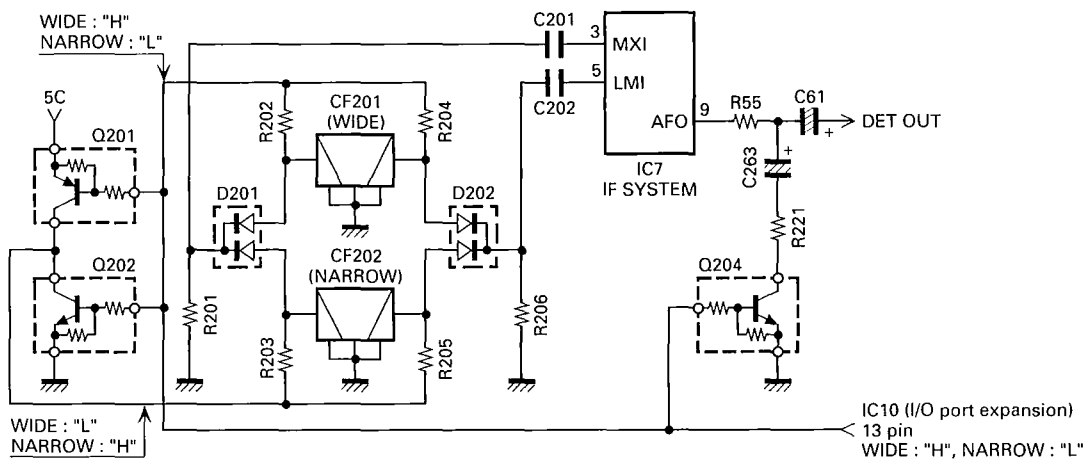 WIDE : "H"
NARROW : "L"
5C
Q201
Q202
D201
R201
R202
R203
CF201
(WIDE)
CF202
(NARROW)
R204
R205
D202
R206
C201
C202
3
MXI
5
LMI
AFO
9
IC7
IF SYSTEM
R55
C61
+
DET OUT
+
C263
R221
Q204
WIDE : "L"
NARROW : "H"
IC10 (I/O port expansion)
13 pin
WIDE : "H", NARROW : "L"